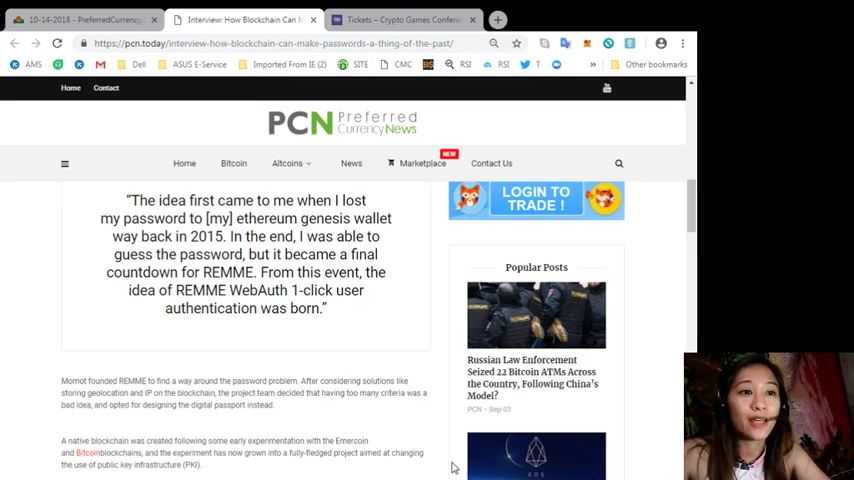 10-14-2018 - PreferredCurrency.
Interview: How Blockchain Can M
Tickets – Crypto Games Conferen
https://pcn.today/interview-how-blockchain-can-make-passwords-a-thing-of-the-past/
AMS
Dell
ASUS E-Service
Imported From IE (2)
SITE
CMC
RSI
RSI
T
»
Other bookmarks
Home
Contact
PCN Preferred
CurrencyNews
NEW
Home
Bitcoin
Altcoins
News
Marketplace
Contact Us
“The idea first came to me when I lost
my password to [my] ethereum genesis wallet
way back in 2015. In the end, I was able to
guess the password, but it became a final
countdown for REMME. From this event, the
idea of REMME WebAuth 1-click user
authentication was born.”
Momot founded REMME to find a way around the password problem. After considering solutions like
storing geolocation and IP on the blockchain, the project team decided that having too many criteria was a
bad idea, and opted for designing the digital passport instead.
A native blockchain was created following some early experimentation with the Emercoin
and Bitcoinblockchains, and the experiment has now grown into a fully-fledged project aimed at changing
the use of public key infrastructure (PKI).
LOGIN TO
TRADE !
Popular Posts
Russian Law Enforcement
Seized 22 Bitcoin ATMs Across
the Country, Following China’s
Model?
PCN - Sep 03
EOS